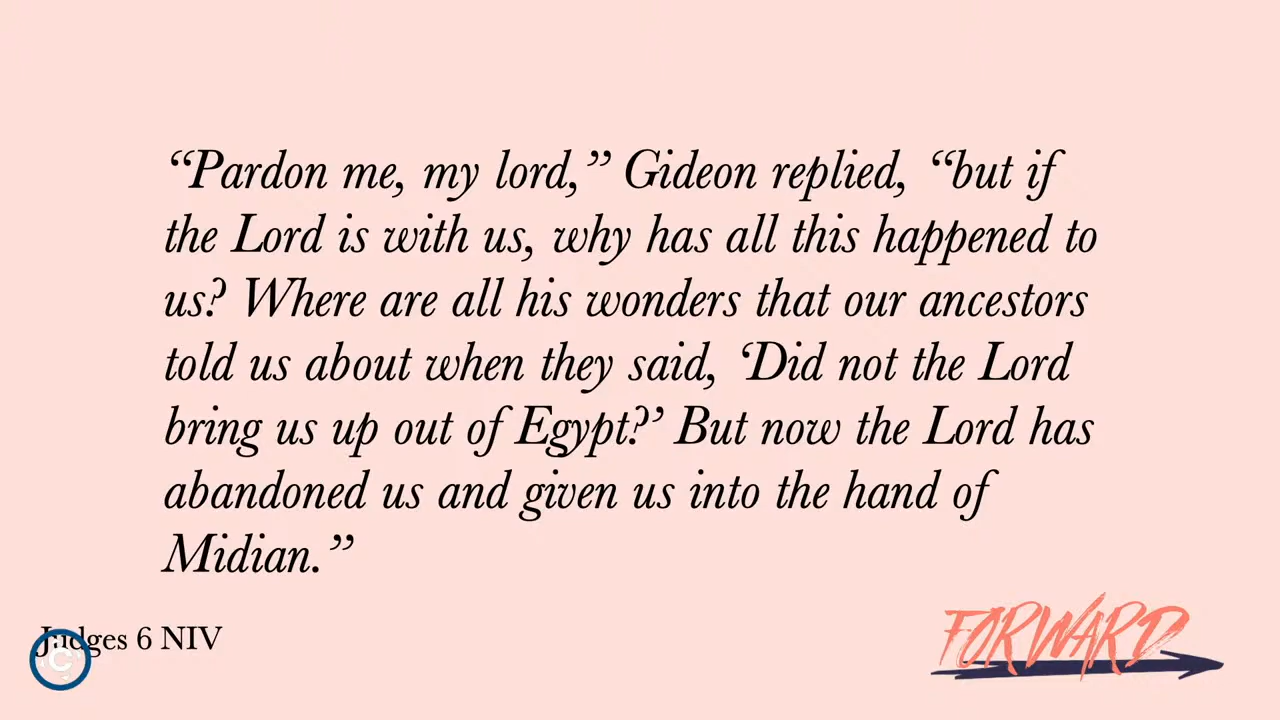 “Pardon me, my lord,” Gideon replied, “but if
the Lord is with us, why has all this happened to
us? Where are all his wonders that our ancestors
told us about when they said, ‘Did not the Lord
bring us up out of Egypt?’ But now the Lord has
abandoned us and given us into the hand of
Midian.”
Judges 6 NIV
C
FORWARD